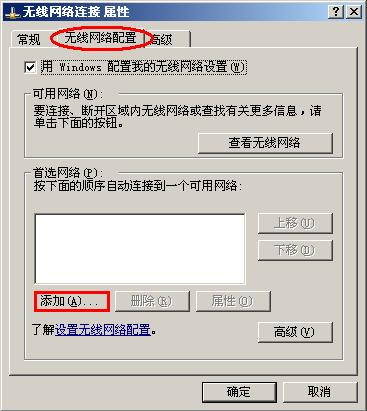 无线网络连接 属性
常规
无线网络配置
高级
用 Windows 配置我的无线网络设置(W)
可用网络(N):
要连接、断开区域内无线网络或查找有关更多信息，请
单击下面的按钮。
查看无线网络
首选网络(P):
按下面的顺序自动连接到一个可用网络:
上移(U)
下移(D)
添加(A)...
删除(R)
属性(O)
了解设置无线网络配置。
高级(V)
确定
取消